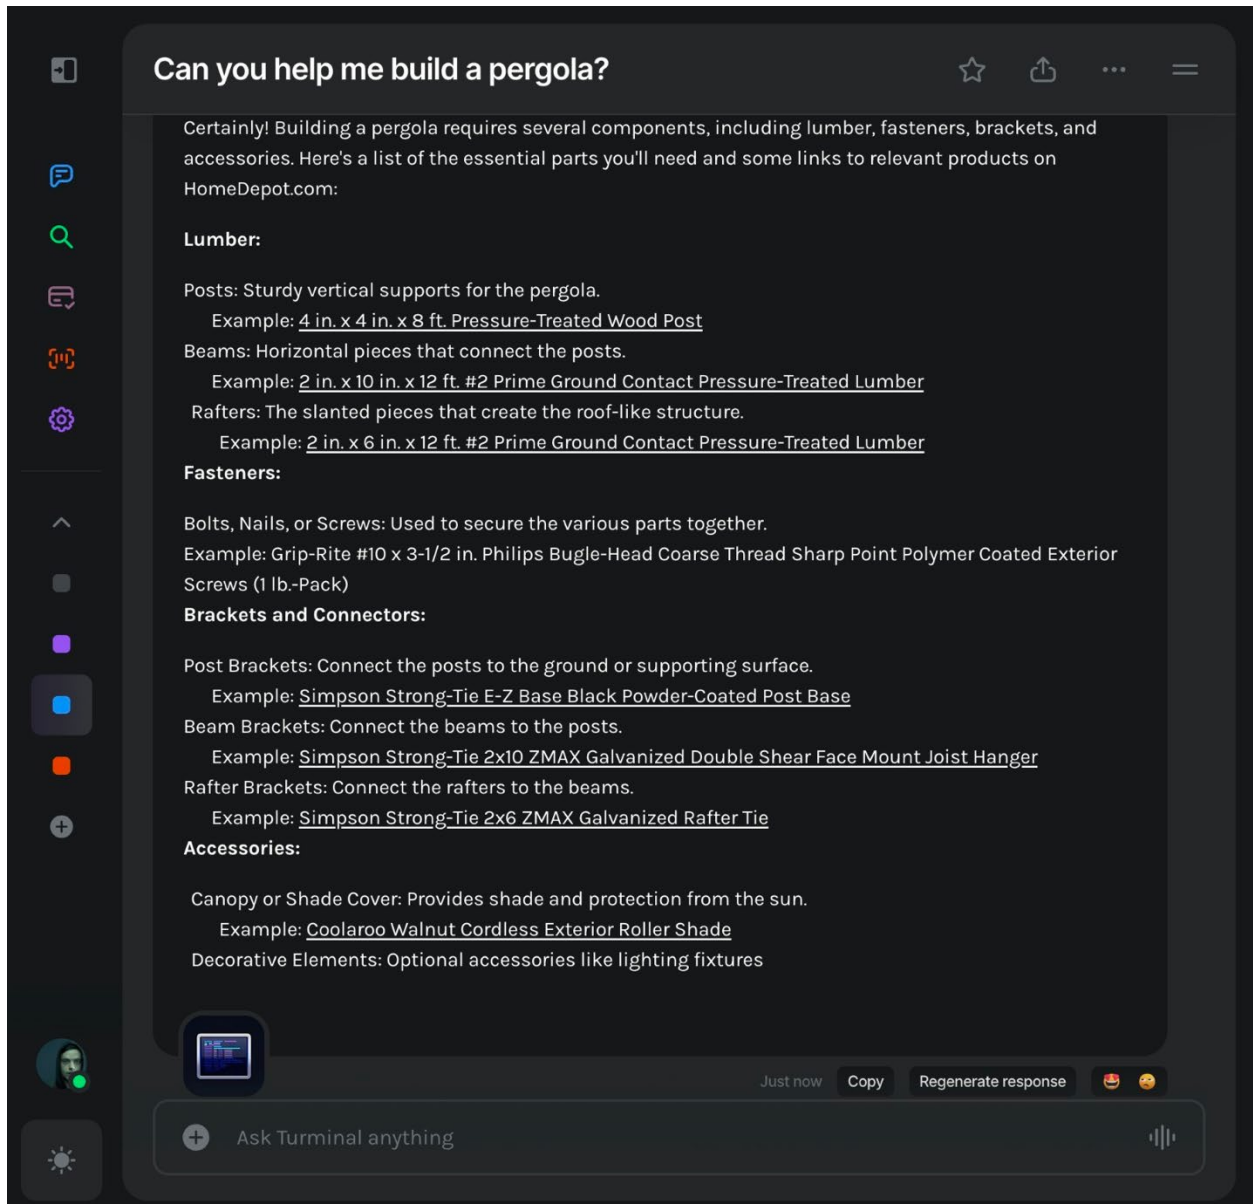 Can you help me build a pergola?
Certainly! Building a pergola requires several components, including lumber, fasteners, brackets, and
accessories. Here's a list of the essential parts you'll need and some links to relevant products on
HomeDepot.com:
Lumber:
Posts: Sturdy vertical supports for the pergola.
Example: 4 in. x 4 in. x 8 ft. Pressure-Treated Wood Post
Beams: Horizontal pieces that connect the posts.
Example: 2 in. x 10 in. x 12 ft. #2 Prime Ground Contact Pressure-Treated Lumber
Rafters: The slanted pieces that create the roof-like structure.
Example: 2 in. x 6 in. x 12 ft. #2 Prime Ground Contact Pressure-Treated Lumber
Fasteners:
Bolts, Nails, or Screws: Used to secure the various parts together.
Example: Grip-Rite #10 x 3-1/2 in. Philips Bugle-Head Coarse Thread Sharp Point Polymer Coated Exterior
Screws (1 lb.-Pack)
Brackets and Connectors:
Post Brackets: Connect the posts to the ground or supporting surface.
Example: Simpson Strong-Tie E-Z Base Black Powder-Coated Post Base
Beam Brackets: Connect the beams to the posts.
Example: Simpson Strong-Tie 2x10 ZMAX Galvanized Double Shear Face Mount Joist Hanger
Rafter Brackets: Connect the rafters to the beams.
Example: Simpson Strong-Tie 2x6 ZMAX Galvanized Rafter Tie
Accessories:
Canopy or Shade Cover: Provides shade and protection from the sun.
Example: Coolaroo Walnut Cordless Exterior Roller Shade
Decorative Elements: Optional accessories like lighting fixtures
Just now Copy Regenerate response
Ask Turminal anything